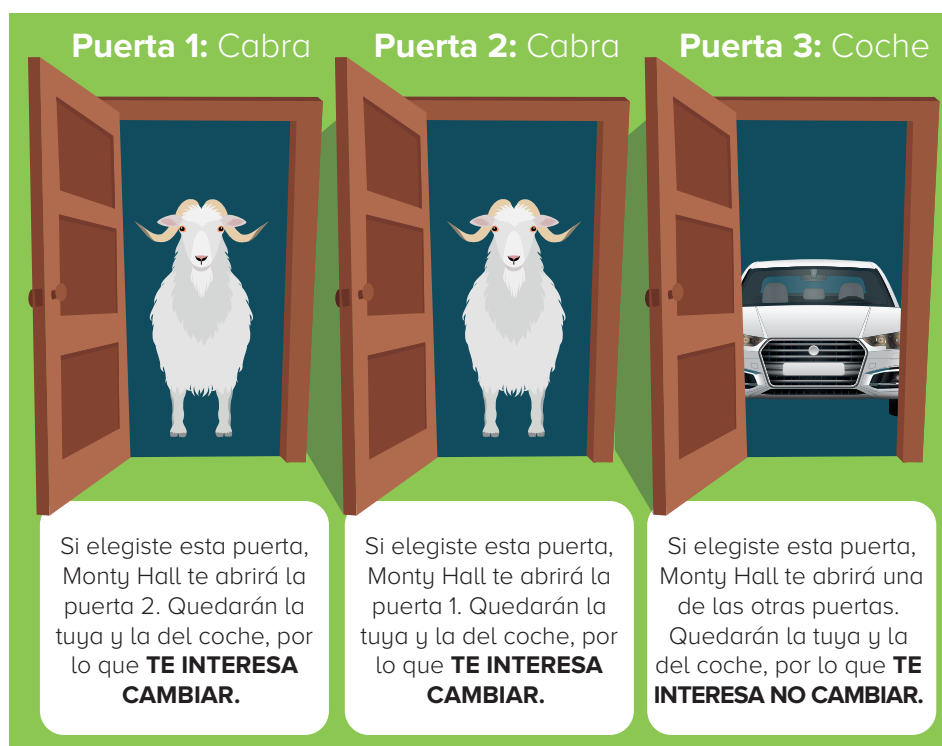 Puerta 1: Cabra
Si elegiste esta puerta,
Monty Hall te abrirá la
puerta 2. Quedarán la
tuya y la del coche, por
lo que TE INTERESA
CAMBIAR.
Puerta 2: Cabra
Si elegiste esta puerta,
Monty Hall te abrirá la
puerta 1. Quedarán la
tuya y la del coche, por
lo que TE INTERESA
CAMBIAR.
Puerta 3: Coche
Si elegiste esta puerta,
Monty Hall te abrirá una
de las otras puertas.
Quedarán la tuya y la
del coche, por lo que TE
INTERESA NO CAMBIAR.